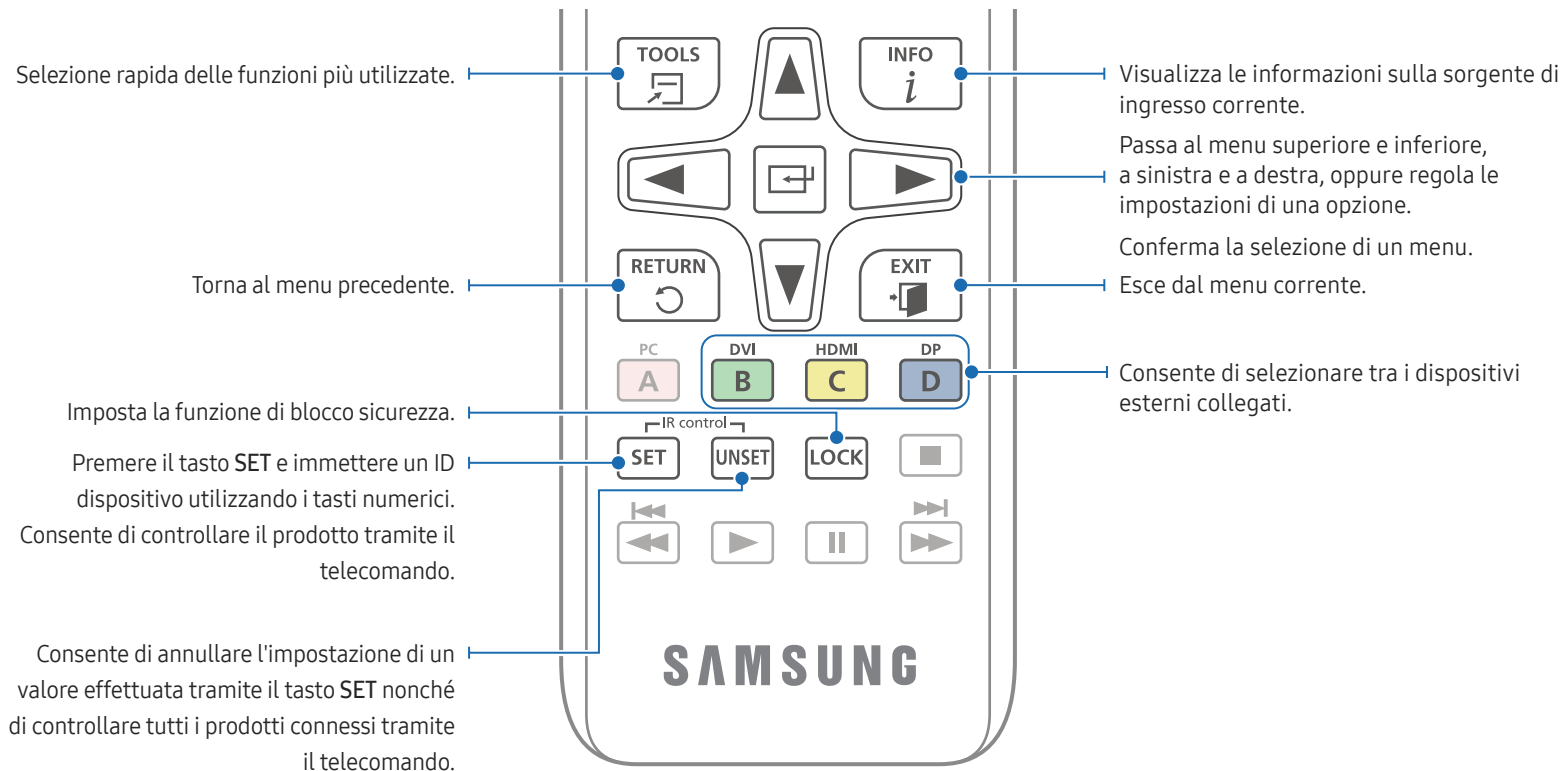 TOOLS
INFO
Selezione rapida delle funzioni più utilizzate.
Visualizza le informazioni sulla sorgente di
ingresso corrente.
Passa al menu superiore e inferiore,
a sinistra e a destra, oppure regola le
impostazioni di una opzione.
Conferma la selezione di un menu.
RETURN
EXIT
Torna al menu precedente.
Esce dal menu corrente.
PC
DVI
HDMI
DP
A
B
C
D
Consente di selezionare tra i dispositivi
esterni collegati.
Imposta la funzione di blocco sicurezza.
IR control
SET
UNSET
LOCK
Premere il tasto SET e immettere un ID
dispositivo utilizzando i tasti numerici.
Consente di controllare il prodotto tramite il
telecomando.
Consente di annullare l'impostazione di un
valore effettuata tramite il tasto SET nonché
di controllare tutti i prodotti connessi tramite
il telecomando.
SAMSUNG